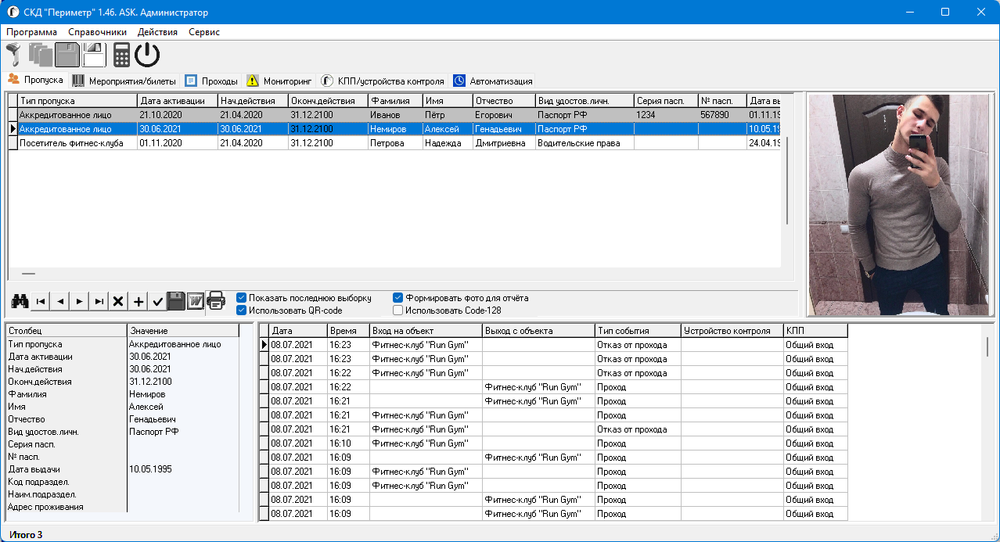 СКД "Периметр" 1.46. ASK. Администратор
Программа Справочники Действия Сервис
Пропуска Мероприятия/билеты Проходы Мониторинг КПП/устройства контроля Автоматизация
Тип пропуска Дата активации Нач.действия Оконч.действия Фамилия Имя Отчество Вид удостов.личн. Серия пасп. № пасп. Дата вы
Аккредитованное лицо 21.10.2020 21.04.2020 31.12.2100 Иванов Пётр Егорович Паспорт РФ 1234 567890 01.11.19
Аккредитованное лицо 30.06.2021 30.06.2021 31.12.2100 Немиров Алексей Генадьевич Паспорт РФ 10.05.19
Посетитель фитнес-клуба 01.11.2020 21.04.2020 31.12.2100 Петрова Надежда Дмитриевна Водительские права 24.04.19
W
Показать последнюю выборку Формировать фото для отчёта
Использовать QR-code Использовать Code-128
Столбец Значение
Тип пропуска Аккредитованное лицо
Дата активации 30.06.2021
Нач.действия 30.06.2021
Оконч.действия 31.12.2100
Фамилия Немиров
Имя Алексей
Отчество Генадьевич
Вид удостов.личн. Паспорт РФ
Серия пасп.
№ пасп.
Дата выдачи 10.05.1995
Код подраздел.
Наим.подраздел.
Адрес проживания
Дата Время Вход на объект Выход с объекта Тип события Устройство контроля КПП
08.07.2021 16:23 Фитнес-клуб "Run Gym" Отказ от прохода Общий вход
08.07.2021 16:23 Фитнес-клуб "Run Gym" Отказ от прохода Общий вход
08.07.2021 16:22 Фитнес-клуб "Run Gym" Отказ от прохода Общий вход
08.07.2021 16:22 Фитнес-клуб "Run Gym" Проход Общий вход
08.07.2021 16:21 Фитнес-клуб "Run Gym" Проход Общий вход
08.07.2021 16:21 Фитнес-клуб "Run Gym" Проход Общий вход
08.07.2021 16:21 Фитнес-клуб "Run Gym" Отказ от прохода Общий вход
08.07.2021 16:10 Фитнес-клуб "Run Gym" Проход Общий вход
08.07.2021 16:09 Фитнес-клуб "Run Gym" Проход Общий вход
08.07.2021 16:09 Фитнес-клуб "Run Gym" Проход Общий вход
08.07.2021 16:09 Фитнес-клуб "Run Gym" Проход Общий вход
08.07.2021 16:09 Фитнес-клуб "Run Gym" Проход Общий вход
08.07.2021 16:09 Фитнес-клуб "Run Gym" Проход Общий вход
Итого 3